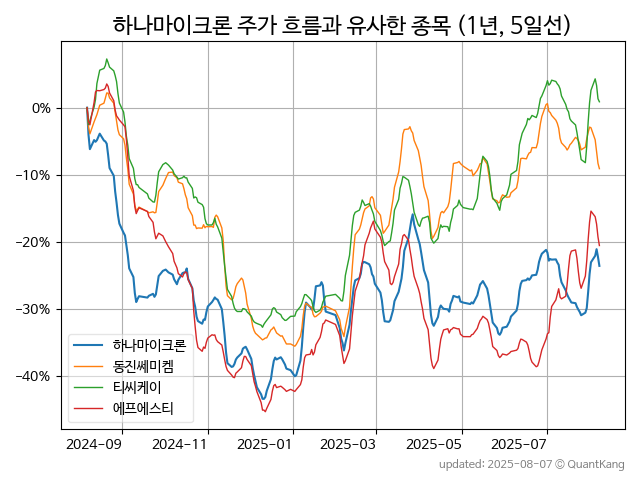 하나마이크론 주가 흐름과 유사한 종목 (1년, 5일선)
0%
−10%
−20%
−30%
−40%
하나마이크론
동진쎄미켐
티씨케이
에프에스티
2024-09
2024-11
2025-01
2025-03
2025-05
2025-07
updated: 2025-08-07 © QuantKang